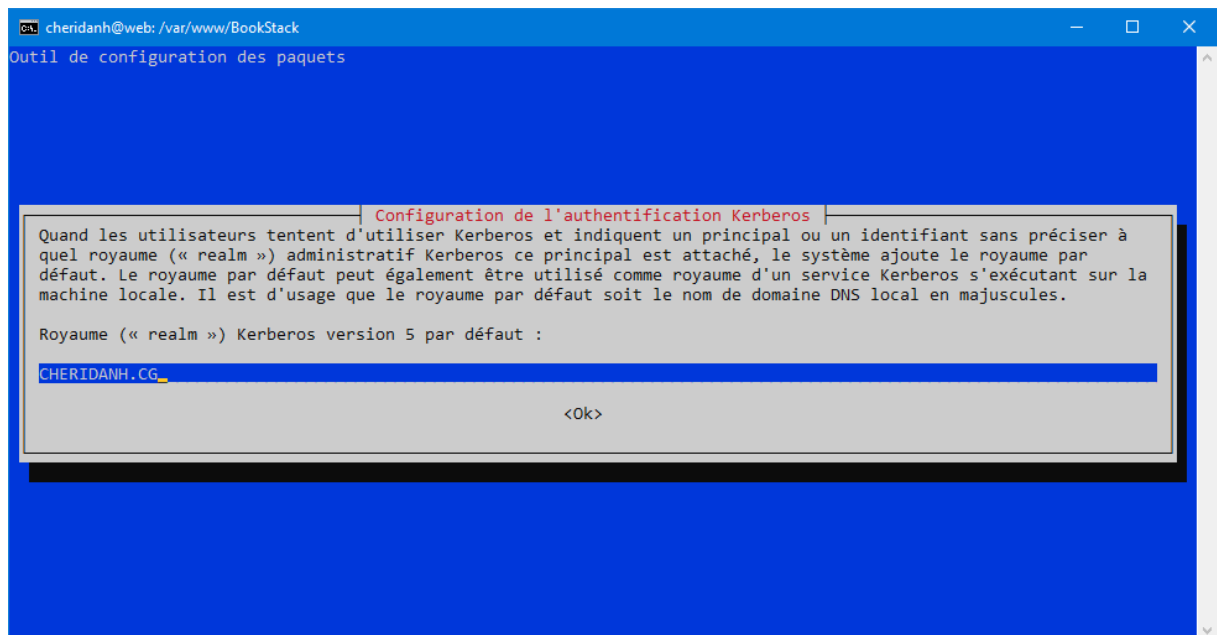 cheridanh@web: /var/www/BookStack
Outil de configuration des paquets
Configuration de l'authentification Kerberos
Quand les utilisateurs tentent d'utiliser Kerberos et indiquent un principal ou un identifiant sans préciser à
quel royaume (« realm ») administratif Kerberos ce principal est attaché, le système ajoute le royaume par
défaut. Le royaume par défaut peut également être utilisé comme royaume d'un service Kerberos s'exécutant sur la
machine locale. Il est d'usage que le royaume par défaut soit le nom de domaine DNS local en majuscules.
Royaume (« realm ») Kerberos version 5 par défaut :
CHERIDANH.CG
<Ok>